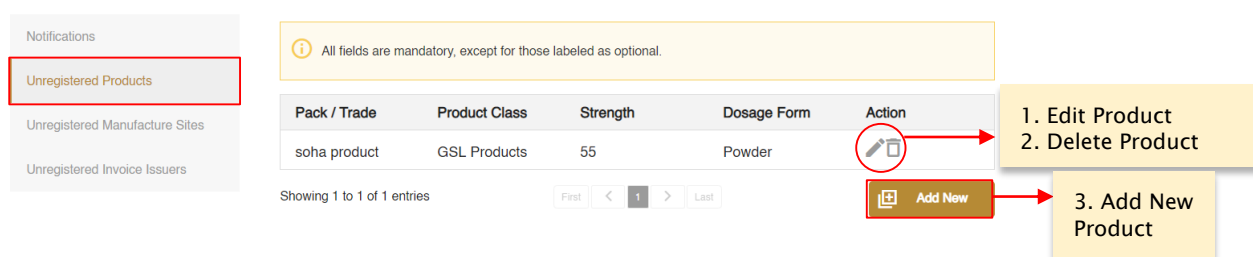 Notifications
Unregistered Products
Unregistered Manufacture Sites
Unregistered Invoice Issuers
All fields are mandatory, except for those labeled as optional.
Pack / Trade Product Class Strength Dosage Form Action
soha product GSL Products 55 Powder
Showing 1 to 1 of 1 entries
First 1 Last
Add New
1. Edit Product
2. Delete Product
3. Add New
Product